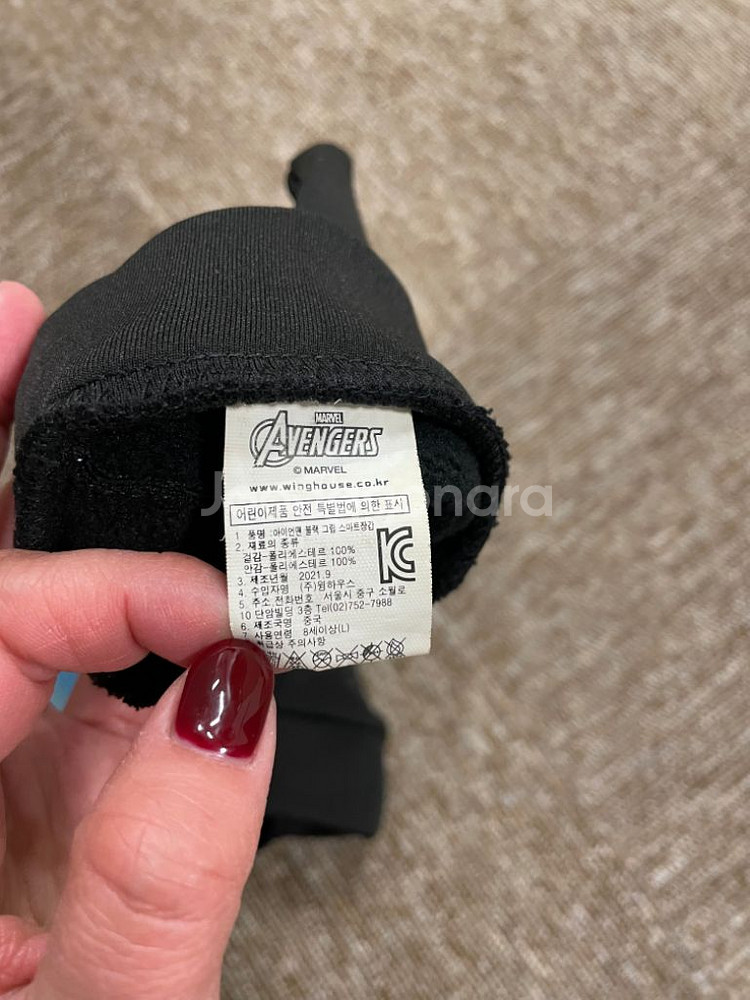 MARVEL
AVENGERS
© MARVEL
www.winghouse.co.kr
어린이제품 안전 특별법에 의한 표시
1. 품명 :아이언맨 블랙 그립 스마트장갑
2. 재료의 종류
겉감-폴리에스테르 100%
안감-폴리에스테르 100%
3. 제조년월 2021.9
4. 수입자명 (주)윙하우스
5. 주소,전화번호 서울시 중구 소월로
10 단암빌딩 3층 Tel(02)752-7988
6. 제조국명 중국
7. 사용연령 8세이상(L)
취급상 주의사항
KC